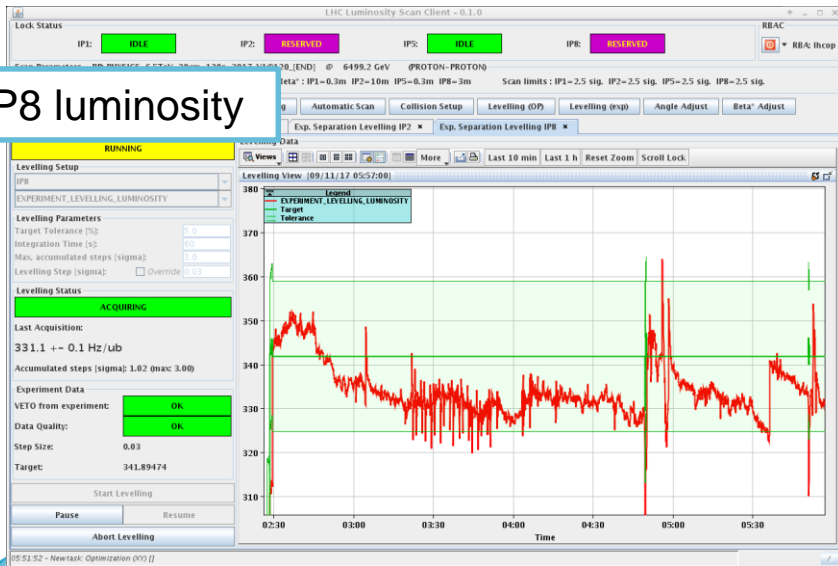 LHC Luminosity Scan Client - 0.1.0
Lock Status
RBAC
IP1: IDLE IP2: RESERVED IP5: IDLE IP8: RESERVED
RBA: lhcop
@ 6499.2 GeV (PROTON-PROTON)
Beta* : IP1=0.3m IP2=10m IP5=0.3m IP8=3m Scan limits : IP1=2.5 sig. IP2=2.5 sig. IP5=2.5 sig. IP8=2.5 sig.
P8 luminosity
Automatic Scan Collision Setup Levelling (OP) Levelling (exp) Angle Adjust Beta* Adjust
Exp. Separation Levelling IP2 × Exp. Separation Levelling IP8 ×
RUNNING
Levelling Data
Views More Last 10 min Last 1 h Reset Zoom Scroll Lock
Levelling Setup
IP8
EXPERIMENT_LEVELLING_LUMINOSITY
Levelling Parameters
Target Tolerance [%]: 5.0
Integration Time [s]: 60
Max. accumulated steps [sigma]: 3.0
Levelling Step [sigma]: Override 0.03
Levelling Status
ACQUIRING
Last Acquisition:
331.1 +- 0.1 Hz/ub
Accumulated steps [sigma]: 1.02 (max: 3.00)
Experiment Data
VETO from experiment: OK
Data Quality: OK
Step Size: 0.03
Target: 341.89474
Start Levelling
Pause Resume
Abort Levelling
Levelling View [09/11/17 05:57:00]
Legend
EXPERIMENT_LEVELLING_LUMINOSITY
Target
Tolerance
380
370
360
350
340
330
320
310
02:30 03:00 03:30 04:00 04:30 05:00 05:30
Time
05:51:52 - Newtask: Optimization (XY) []